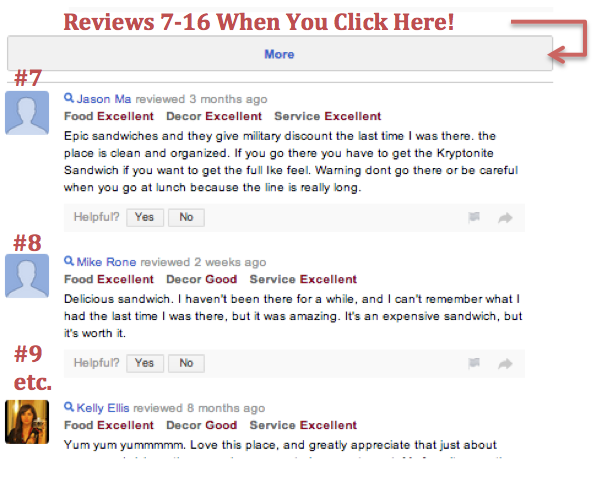 Reviews 7-16 When You Click Here!
More
#7
Jason Ma reviewed 3 months ago
Food Excellent Decor Excellent Service Excellent
Epic sandwiches and they give military discount the last time I was there. the
place is clean and organized. If you go there you have to get the Kryptonite
Sandwich if you want to get the full Ike feel. Warning dont go there or be careful
when you go at lunch because the line is really long.
Helpful? Yes No
#8
Mike Rone reviewed 2 weeks ago
Food Excellent Decor Good Service Excellent
Delicious sandwich. I haven't been there for a while, and I can't remember what I
had the last time I was there, but it was amazing. It's an expensive sandwich, but
it's worth it.
Helpful? Yes No
#9
etc.
Kelly Ellis reviewed 8 months ago
Food Excellent Decor Good Service Excellent
Yum yum yummmmm. Love this place, and greatly appreciate that just about